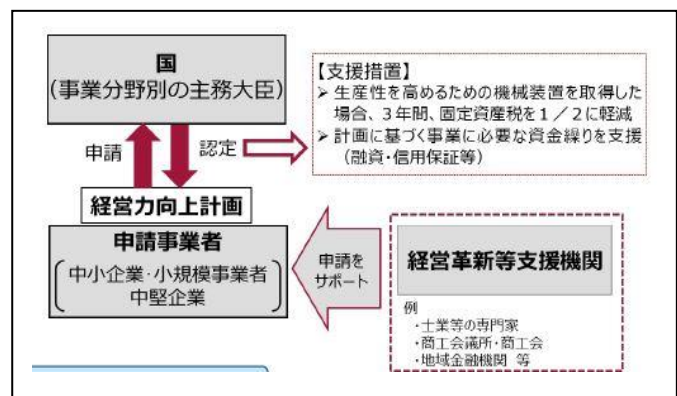 国
(事業分野別の主務大臣)
申請
認定
【支援措置】
➢ 生産性を高めるための機械装置を取得した
場合、3年間、固定資産税を1/2に軽減
➢ 計画に基づく事業に必要な資金繰りを支援
(融資・信用保証等)
経営力向上計画
申請事業者
中小企業・小規模事業者
中堅企業
申請を
サポート
経営革新等支援機関
例
・士業等の専門家
・商工会議所・商工会
・地域金融機関 等